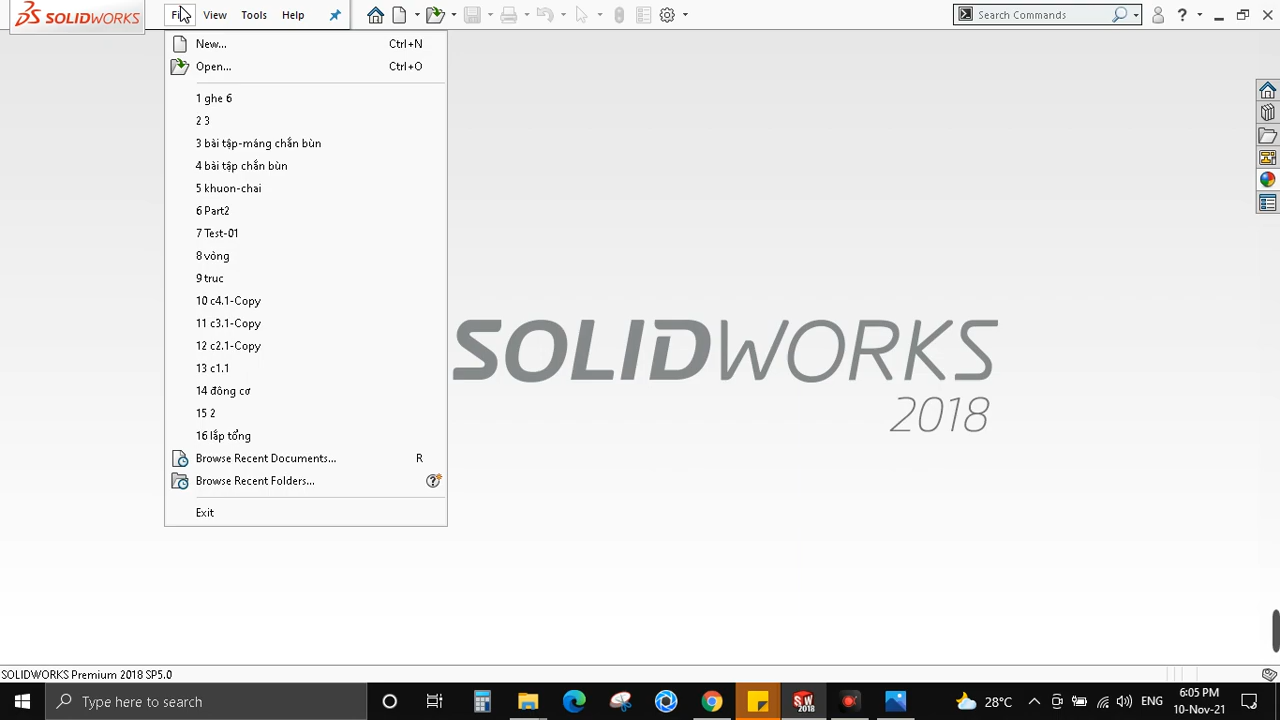 SOLIDWORKS
View Tools Help
Search Commands
New... Ctrl+N
Open... Ctrl+O
1 ghe 6
2 3
3 bài tập-máng chắn bùn
4 bài tập chắn bùn
5 khuon-chai
6 Part2
7 Test-01
8 vòng
9 truc
10 c4.1-Copy
11 c3.1-Copy
12 c2.1-Copy
13 c1.1
14 đông cơ
15 2
16 lắp tổng
Browse Recent Documents... R
Browse Recent Folders...
Exit
SOLIDWORKS
2018
SOLIDWORKS Premium 2018 SP5.0
Type here to search
SW
2018
28°C
ENG
6:05 PM
10-Nov-21